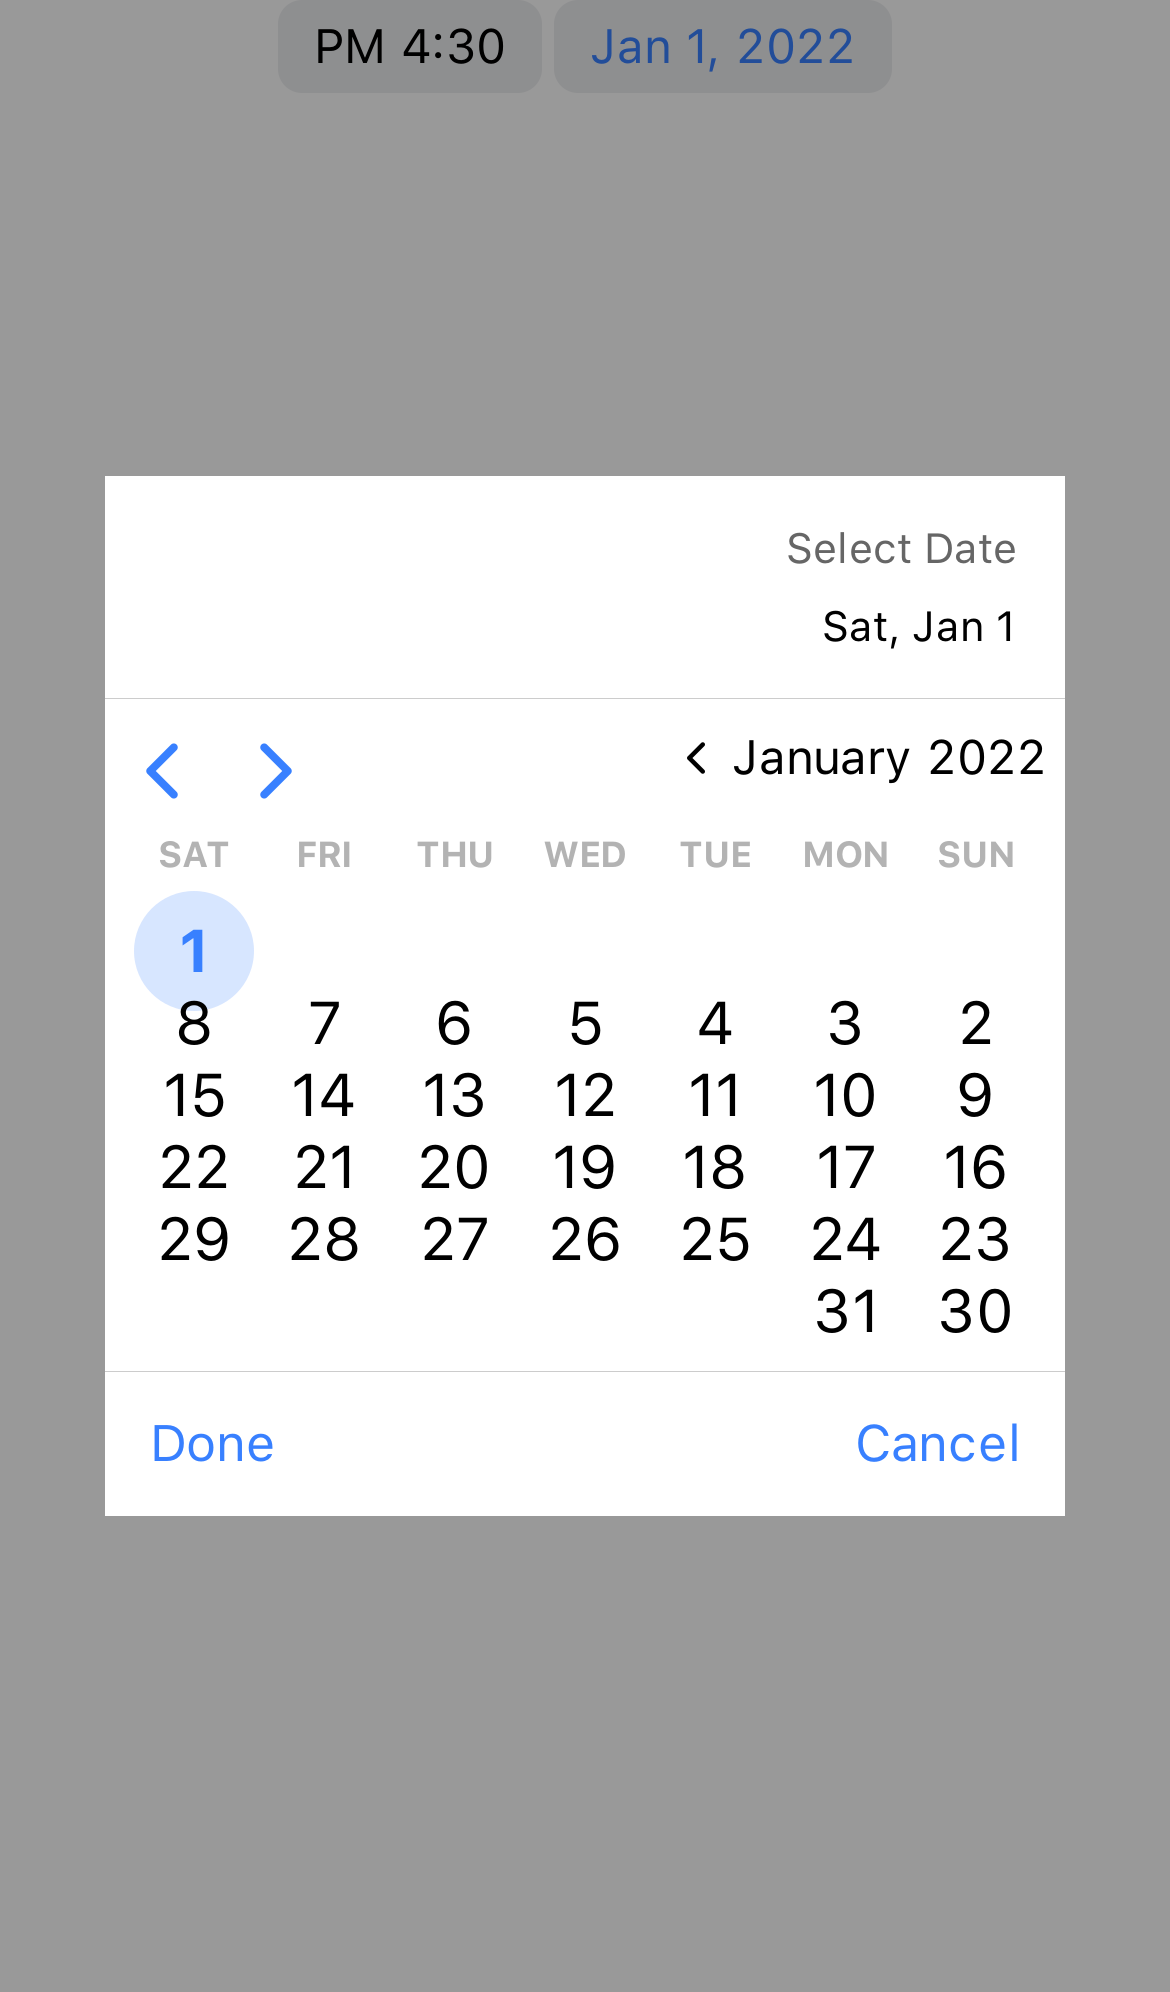 PM 4:30 Jan 1, 2022
Select Date
Sat, Jan 1
January 2022
SAT FRI THU WED TUE MON SUN
1
8 7 6 5 4 3 2
15 14 13 12 11 10 9
22 21 20 19 18 17 16
29 28 27 26 25 24 23
31 30
Done Cancel